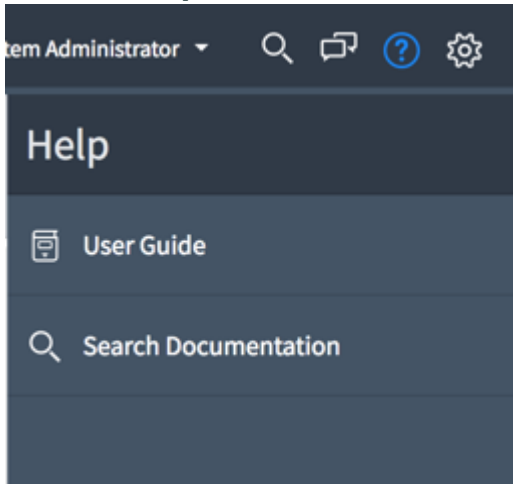 tem Administrator
Help
User Guide
Search Documentation